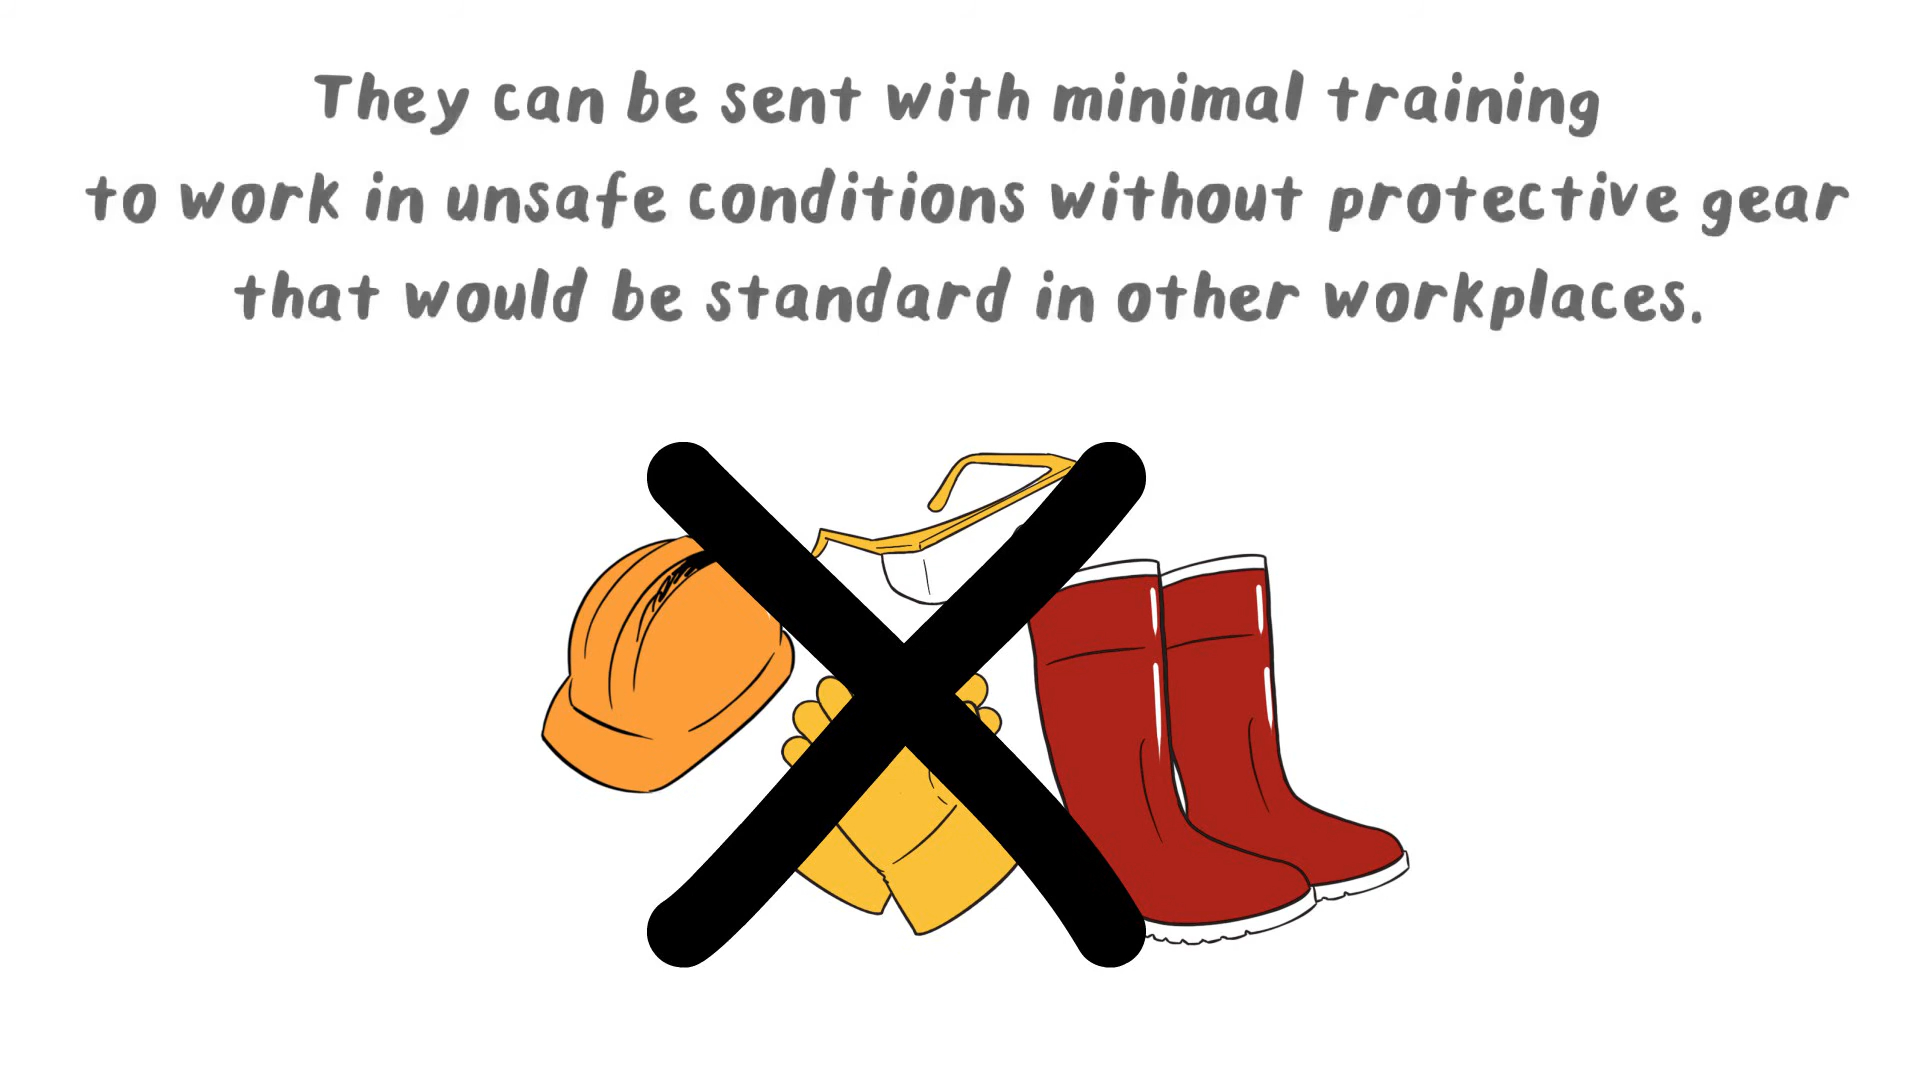 They can be sent with minimal training
to work in unsafe conditions without protective gear
that would be standard in other workplaces.